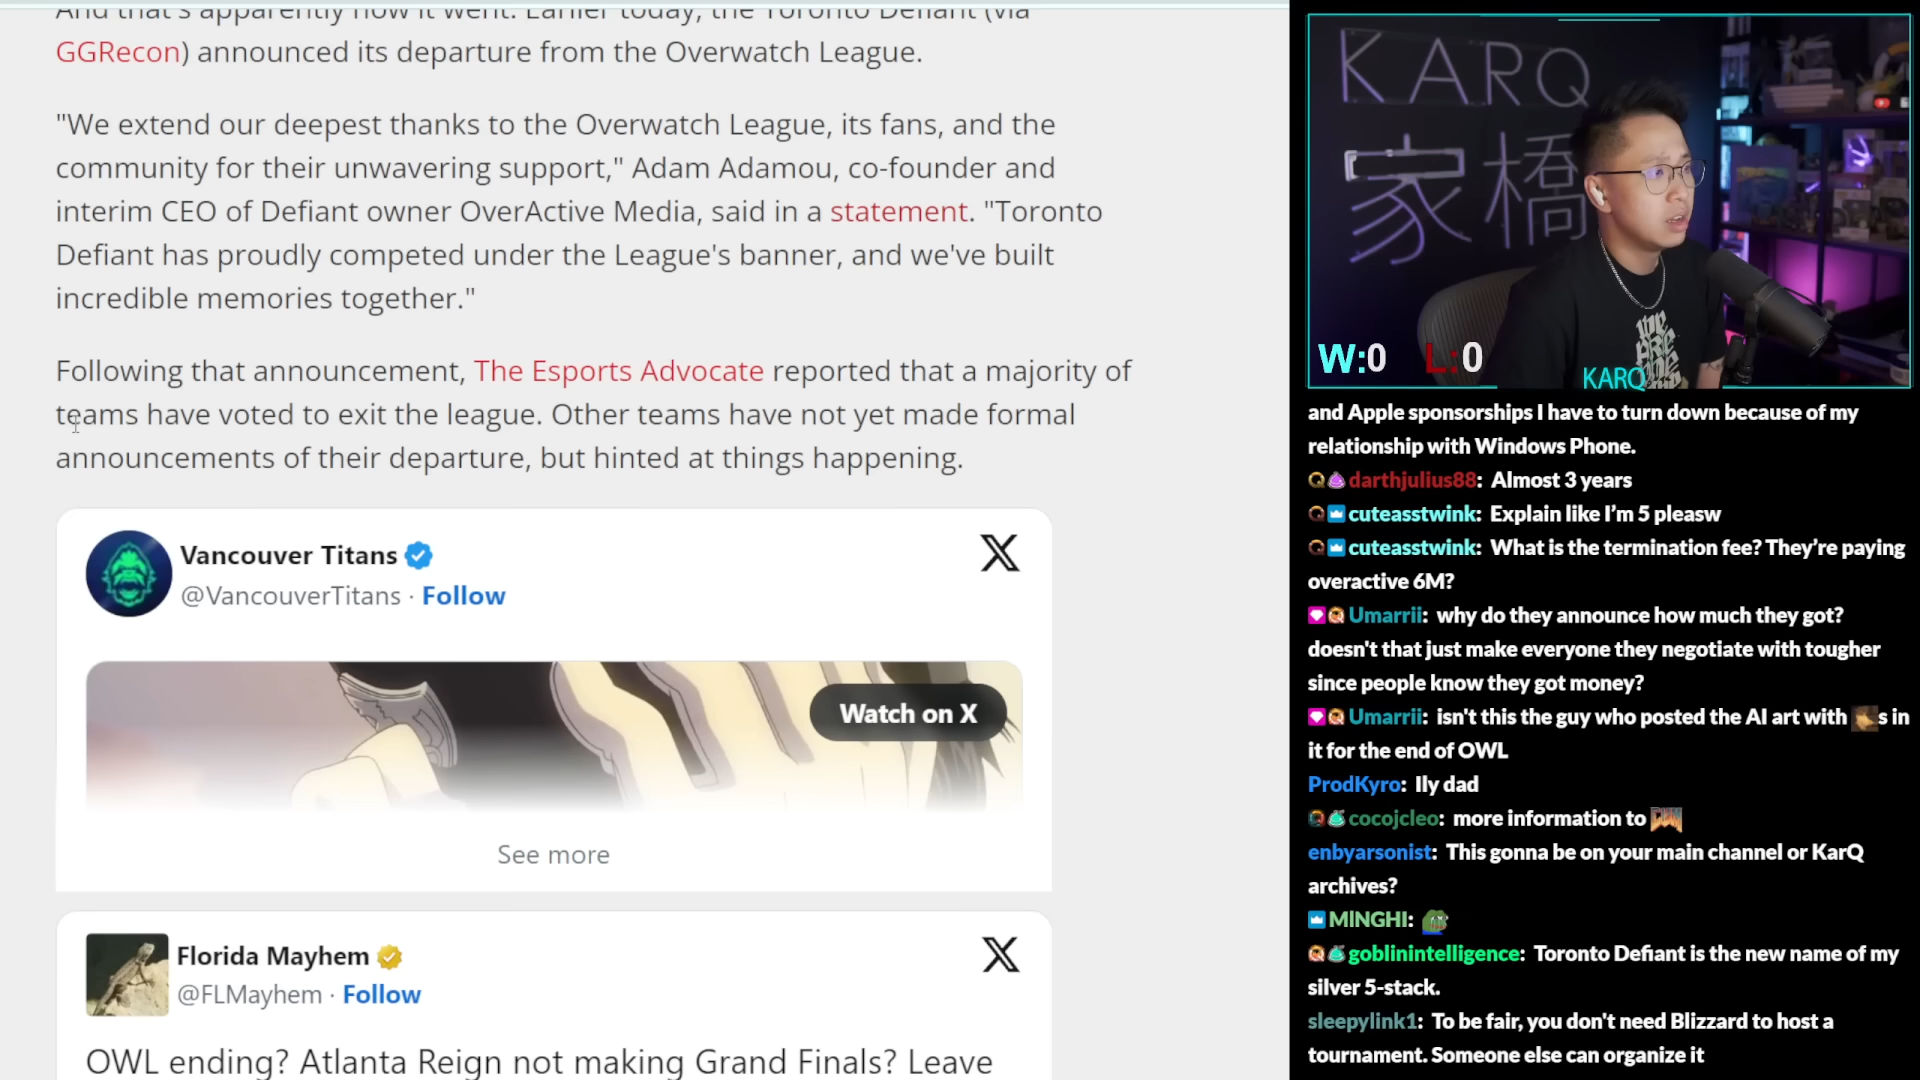 And that's apparently how it went. Earlier today, the Toronto Defiant (via
GGRecon) announced its departure from the Overwatch League.
"We extend our deepest thanks to the Overwatch League, its fans, and the
community for their unwavering support," Adam Adamou, co-founder and
interim CEO of Defiant owner OverActive Media, said in a statement. "Toronto
Defiant has proudly competed under the League's banner, and we've built
incredible memories together."
Following that announcement, The Esports Advocate reported that a majority of
teams have voted to exit the league. Other teams have not yet made formal
announcements of their departure, but hinted at things happening.
Vancouver Titans
@VancouverTitans · Follow
Watch on X
See more
Florida Mayhem
@FLMayhem · Follow
OWL ending? Atlanta Reign not making Grand Finals? Leave
KARQ
家橋
W:0 L:0
KARQ
and Apple sponsorships I have to turn down because of my
relationship with Windows Phone.
darthjulius88: Almost 3 years
cuteasstwink: Explain like I'm 5 pleasw
cuteasstwink: What is the termination fee? They're paying
overactive 6M?
Umarrii: why do they announce how much they got?
doesn't that just make everyone they negotiate with tougher
since people know they got money?
Umarrii: isn't this the guy who posted the AI art with s in
it for the end of OWL
ProdKyro: Ily dad
cocojcleo: more information to
enbyarsonist: This gonna be on your main channel or KarQ
archives?
MINGHI:
goblinintelligence: Toronto Defiant is the new name of my
silver 5-stack.
sleepylink1: To be fair, you don't need Blizzard to host a
tournament. Someone else can organize it